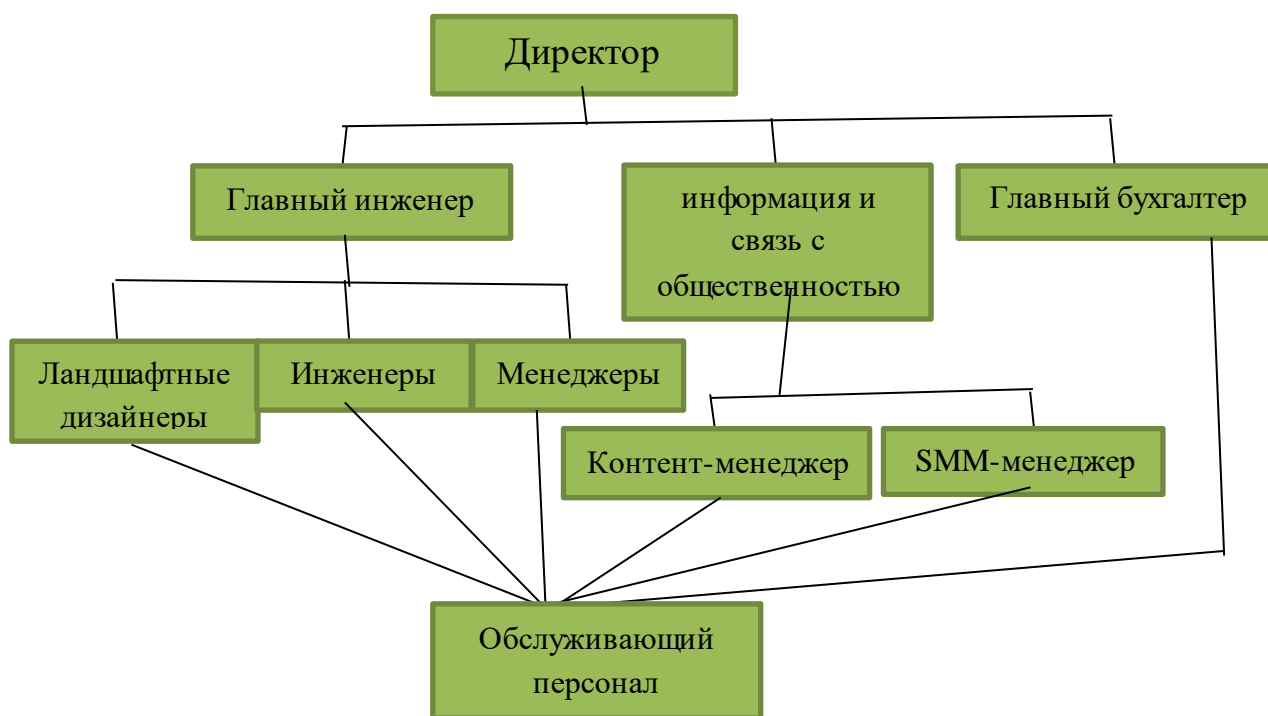 Директор
Главный инженер
информация и
связь с
общественностью
Главный бухгалтер
Ландшафтные
дизайнеры
Инженеры
Менеджеры
Контент-менеджер
SMM-менеджер
Обслуживающий
персонал